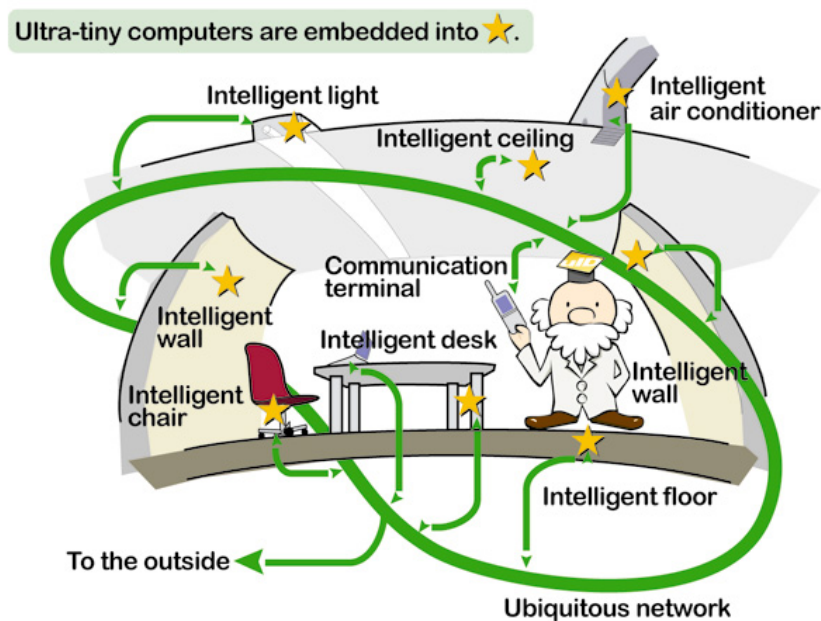 Ultra-tiny computers are embedded into ★.
Intelligent light
Intelligent
air conditioner
Intelligent ceiling
Communication
terminal
Intelligent
wall
Intelligent desk
Intelligent
wall
Intelligent
chair
Intelligent floor
To the outside
Ubiquitous network